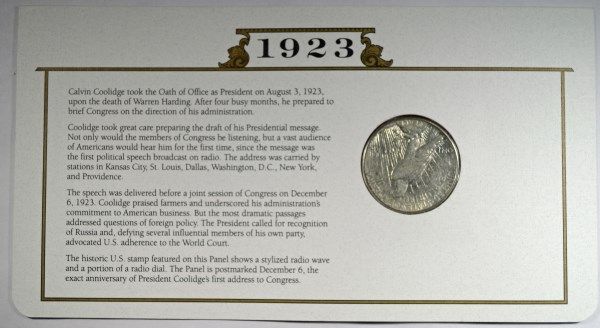 1923
Calvin Coolidge took the Oath of Office as President on August 3, 1923,
upon the death of Warren Harding. After four busy months, he prepared to
brief Congress on the direction of his administration.
Coolidge took great care preparing the draft of his Presidential message.
Not only would the members of Congress be listening, but a vast audience
of Americans would hear him for the first time, since the message was
the first political speech broadcast on radio. The address was carried by
stations in Kansas City, St. Louis, Dallas, Washington, D.C., New York,
and Providence.
The speech was delivered before a joint session of Congress on December
6, 1923. Coolidge praised farmers and underscored his administration's
commitment to American business. But the most dramatic passages
addressed questions of foreign policy. The President called for recognition
of Russia and, defying several influential members of his own party,
advocated U.S. adherence to the World Court.
The historic U.S. stamp featured on this Panel shows a stylized radio wave
and a portion of a radio dial. The Panel is postmarked December 6, the
exact anniversary of President Coolidge's first address to Congress.